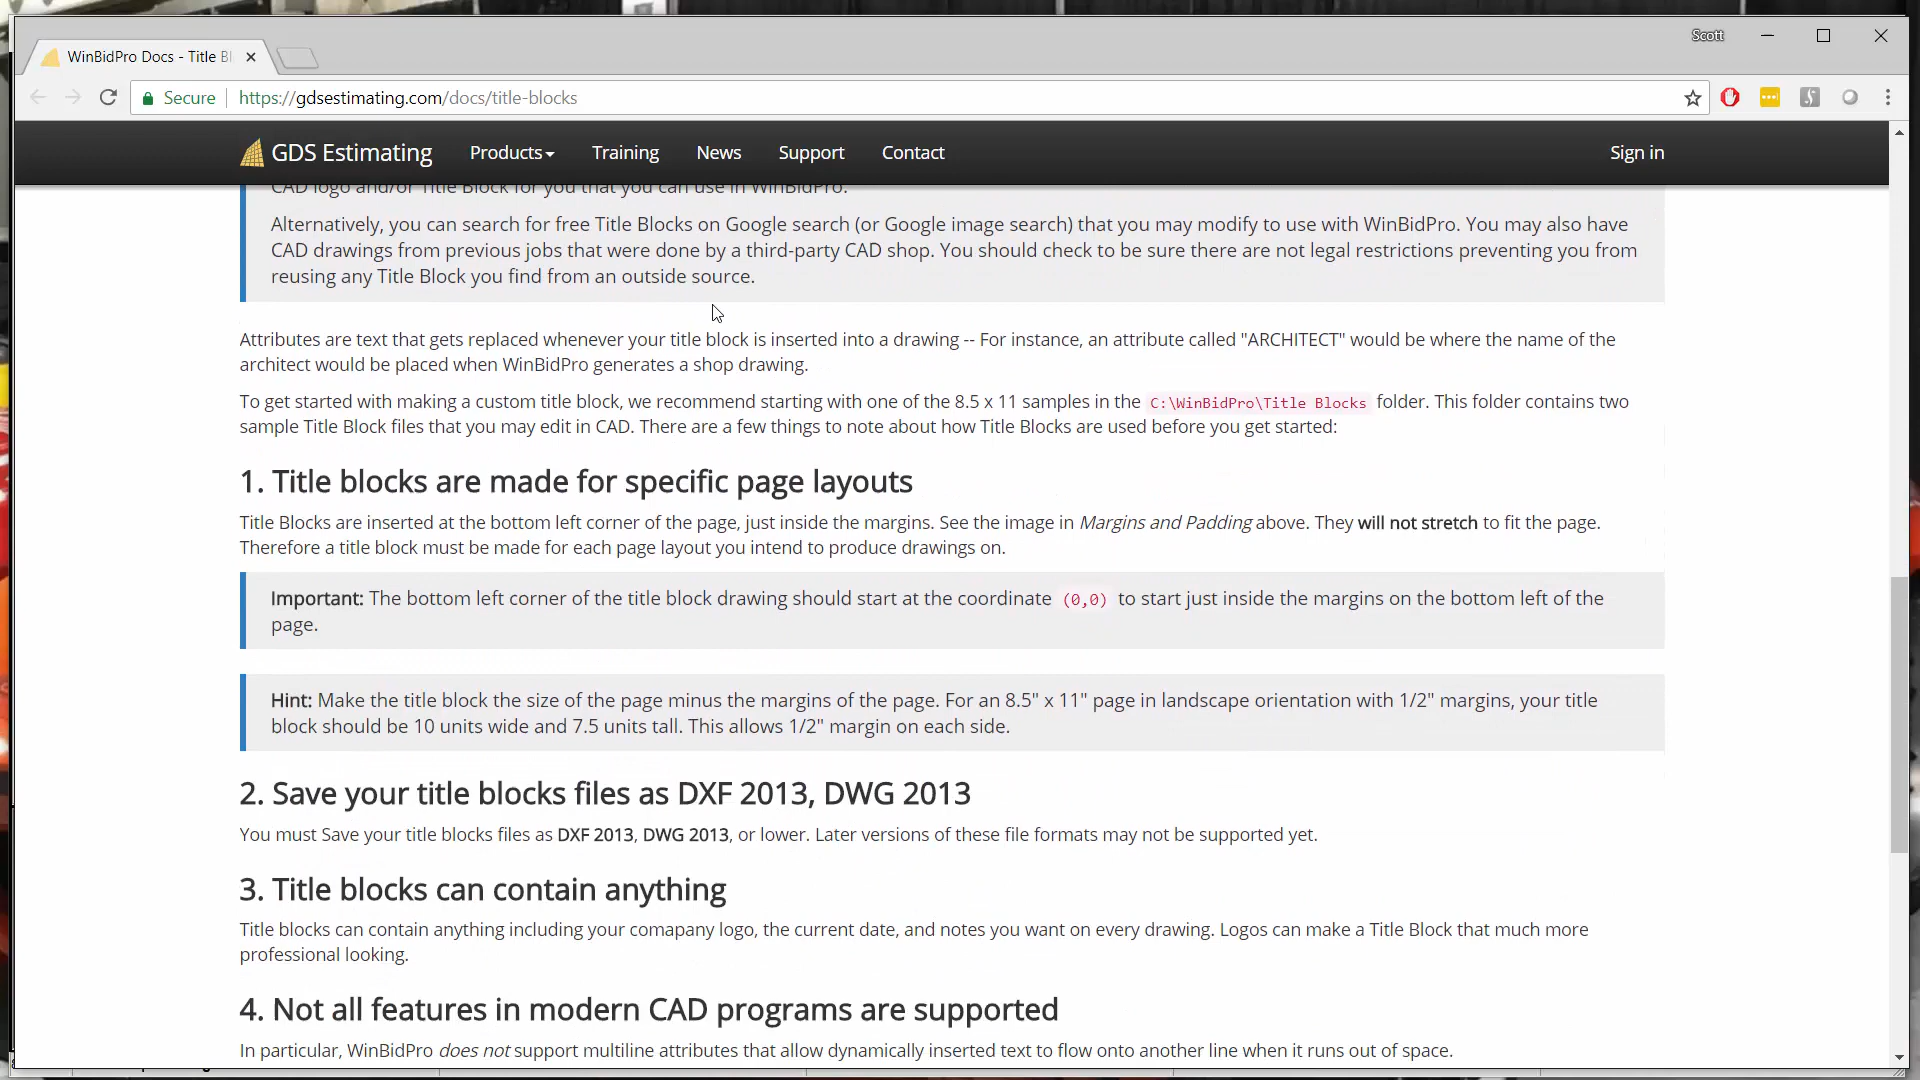 Scott
WinBidPro Docs - Title Bl
Secure https://gdsestimating.com/docs/title-blocks
GDS Estimating Products Training News Support Contact Sign in
CAD logo and/or Title Block for you that you can use in WinBidPro.
Alternatively, you can search for free Title Blocks on Google search (or Google image search) that you may modify to use with WinBidPro. You may also have
CAD drawings from previous jobs that were done by a third-party CAD shop. You should check to be sure there are not legal restrictions preventing you from
reusing any Title Block you find from an outside source.
Attributes are text that gets replaced whenever your title block is inserted into a drawing -- For instance, an attribute called "ARCHITECT" would be where the name of the
architect would be placed when WinBidPro generates a shop drawing.
To get started with making a custom title block, we recommend starting with one of the 8.5 x 11 samples in the C:\WinBidPro\Title Blocks folder. This folder contains two
sample Title Block files that you may edit in CAD. There are a few things to note about how Title Blocks are used before you get started:
1. Title blocks are made for specific page layouts
Title Blocks are inserted at the bottom left corner of the page, just inside the margins. See the image in Margins and Padding above. They will not stretch to fit the page.
Therefore a title block must be made for each page layout you intend to produce drawings on.
Important: The bottom left corner of the title block drawing should start at the coordinate (0,0) to start just inside the margins on the bottom left of the
page.
Hint: Make the title block the size of the page minus the margins of the page. For an 8.5" x 11" page in landscape orientation with 1/2" margins, your title
block should be 10 units wide and 7.5 units tall. This allows 1/2" margin on each side.
2. Save your title blocks files as DXF 2013, DWG 2013
You must Save your title blocks files as DXF 2013, DWG 2013, or lower. Later versions of these file formats may not be supported yet.
3. Title blocks can contain anything
Title blocks can contain anything including your comapany logo, the current date, and notes you want on every drawing. Logos can make a Title Block that much more
professional looking.
4. Not all features in modern CAD programs are supported
In particular, WinBidPro does not support multiline attributes that allow dynamically inserted text to flow onto another line when it runs out of space.